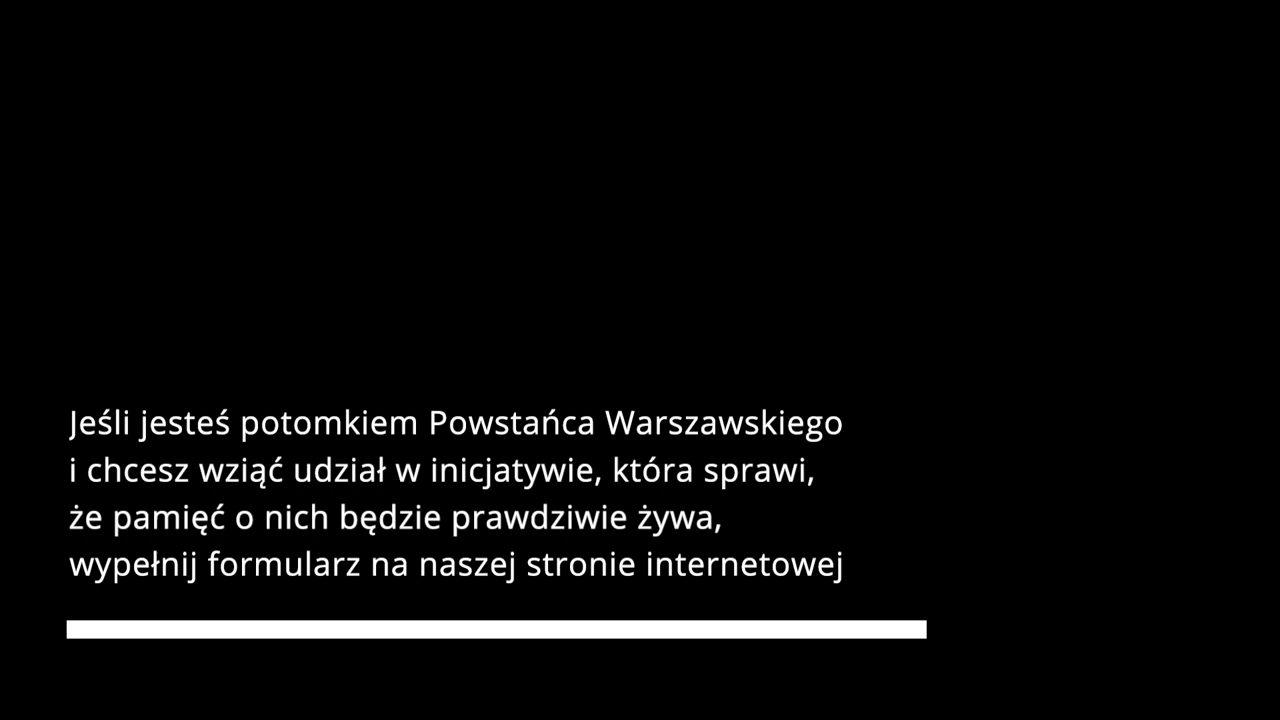 Jeśli jesteś potomkiem Powstańca Warszawskiego
i chcesz wziąć udział w inicjatywie, która sprawi,
że pamięć o nich będzie prawdziwie żywa,
wypełnij formularz na naszej stronie internetowej